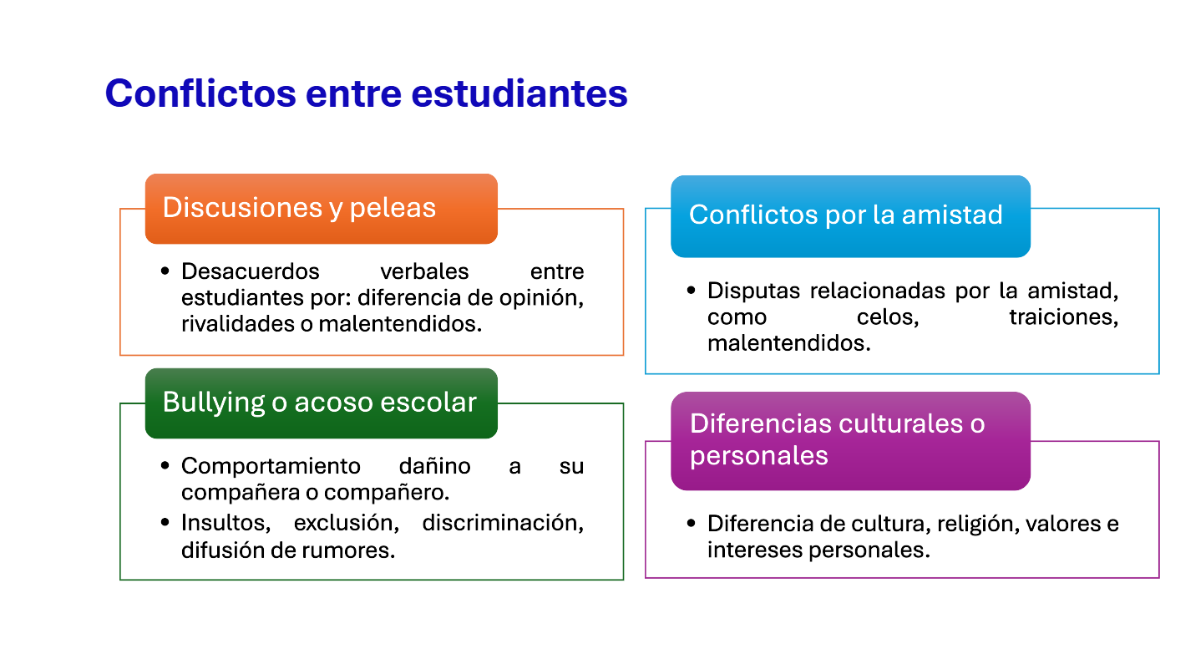 Conflictos entre estudiantes
Discusiones y peleas
• Desacuerdos verbales entre
estudiantes por: diferencia de opinión,
rivalidades o malentendidos.
Bullying o acoso escolar
• Comportamiento dañino a su
compañera o compañero.
• Insultos, exclusión, discriminación,
difusión de rumores.
Conflictos por la amistad
• Disputas relacionadas por la amistad,
como celos, traiciones,
malentendidos.
Diferencias culturales o
personales
• Diferencia de cultura, religión, valores e
intereses personales.